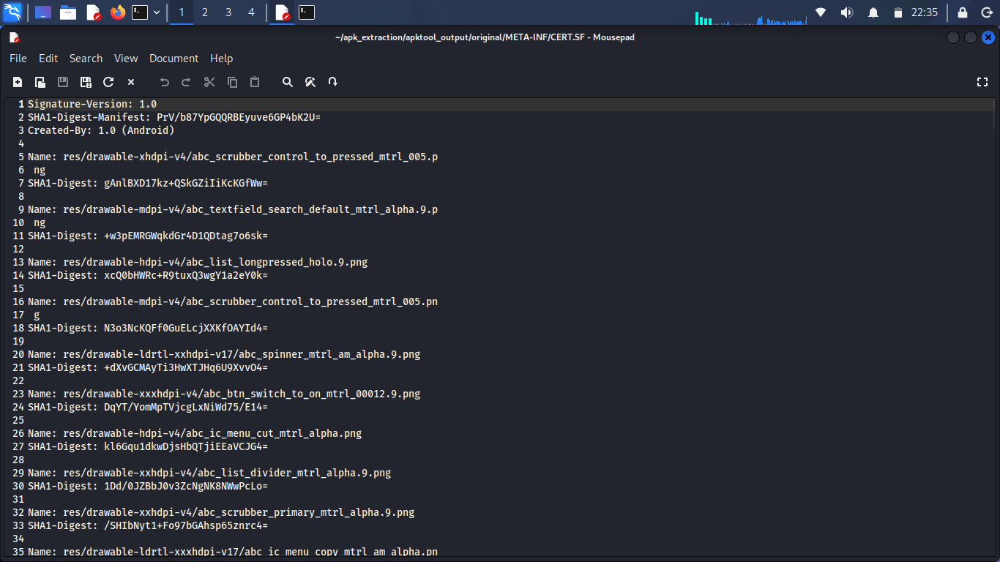 1 2 3 4 22:35
~/apk_extraction/apktool_output/original/META-INF/CERT.SF - Mousepad
File Edit Search View Document Help
1 Signature-Version: 1.0
2 SHA1-Digest-Manifest: PrV/b87YpGQQRBEyuve6GP4bK2U=
3 Created-By: 1.0 (Android)
4
5 Name: res/drawable-xhdpi-v4/abc_scrubber_control_to_pressed_mtrl_005.p
6  ng
7 SHA1-Digest: gAnlBXD17kz+QSkGZiIiKcKGfWw=
8
9 Name: res/drawable-mdpi-v4/abc_textfield_search_default_mtrl_alpha.9.p
10  ng
11 SHA1-Digest: +w3pEMRGWqkdGr4D1QDtag7o6sk=
12
13 Name: res/drawable-hdpi-v4/abc_list_longpressed_holo.9.png
14 SHA1-Digest: xcQ0bHWRc+R9tuxQ3wgY1a2eY0k=
15
16 Name: res/drawable-mdpi-v4/abc_scrubber_control_to_pressed_mtrl_005.pn
17  g
18 SHA1-Digest: N3o3NcKQFf0GuELcjXXKfOAYId4=
19
20 Name: res/drawable-ldrtl-xxhdpi-v17/abc_spinner_mtrl_am_alpha.9.png
21 SHA1-Digest: +dXvGCMAyTi3HwXTJHq6U9XvvO4=
22
23 Name: res/drawable-xxxhdpi-v4/abc_btn_switch_to_on_mtrl_00012.9.png
24 SHA1-Digest: DqYT/YomMpTVjcgLxNiWd75/E14=
25
26 Name: res/drawable-hdpi-v4/abc_ic_menu_cut_mtrl_alpha.png
27 SHA1-Digest: kl6Gqu1dkwDjsHbQTjiEEaVCJG4=
28
29 Name: res/drawable-xxhdpi-v4/abc_list_divider_mtrl_alpha.9.png
30 SHA1-Digest: 1Dd/0JZBbJ0v3ZcNgNK8NWwPcLo=
31
32 Name: res/drawable-xxhdpi-v4/abc_scrubber_primary_mtrl_alpha.9.png
33 SHA1-Digest: /SHIbNyt1+Fo97bGAhsp65znrc4=
34
35 Name: res/drawable-ldrtl-xxxhdpi-v17/abc_ic_menu_copy_mtrl_am_alpha.pn